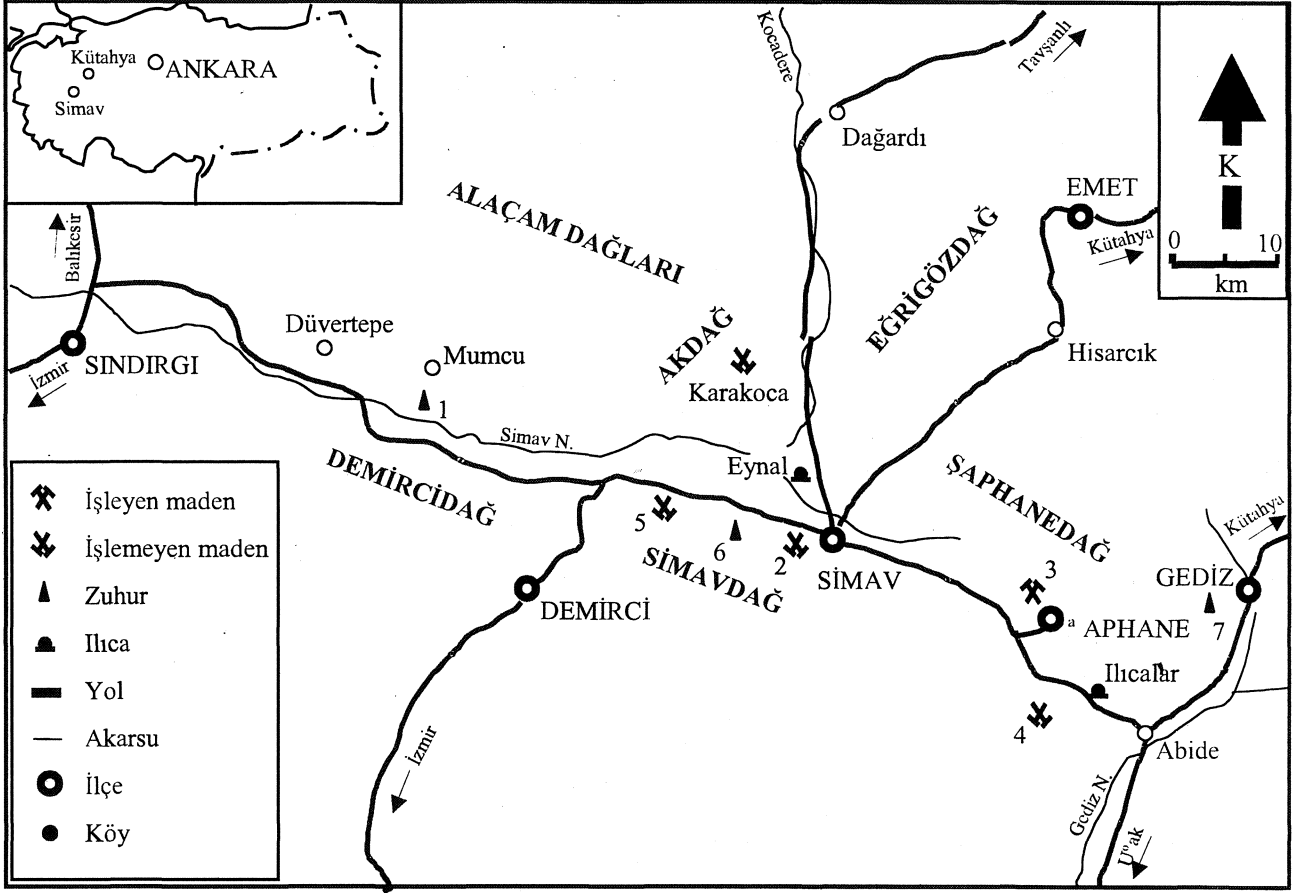 Kütahya
ANKARA
Simav
Kocadere
Tavşanlı
Dağardı
K
0 10
km
EMET
Kütahya
ALAÇAM DAĞLARI
EĞRİGÖZDAĞ
Balıkesir
SINDIRGI
İzmir
Düvertepe
Mumcu
1
AKDAĞ
Karakoca
Hisarcık
Simav N.
Eynal
DEMİRCİDAĞ
ŞAPHANEDAĞ
5
6
2
SİMAVDAĞ
SİMAV
DEMİRCİ
3
a APHANE
GEDİZ
Kütahya
7
Ilıcalar
4
Abide
İzmir
Gediz N.
Uºak
İşleyen maden
İşlemeyen maden
Zuhur
Ilıca
Yol
Akarsu
İlçe
Köy